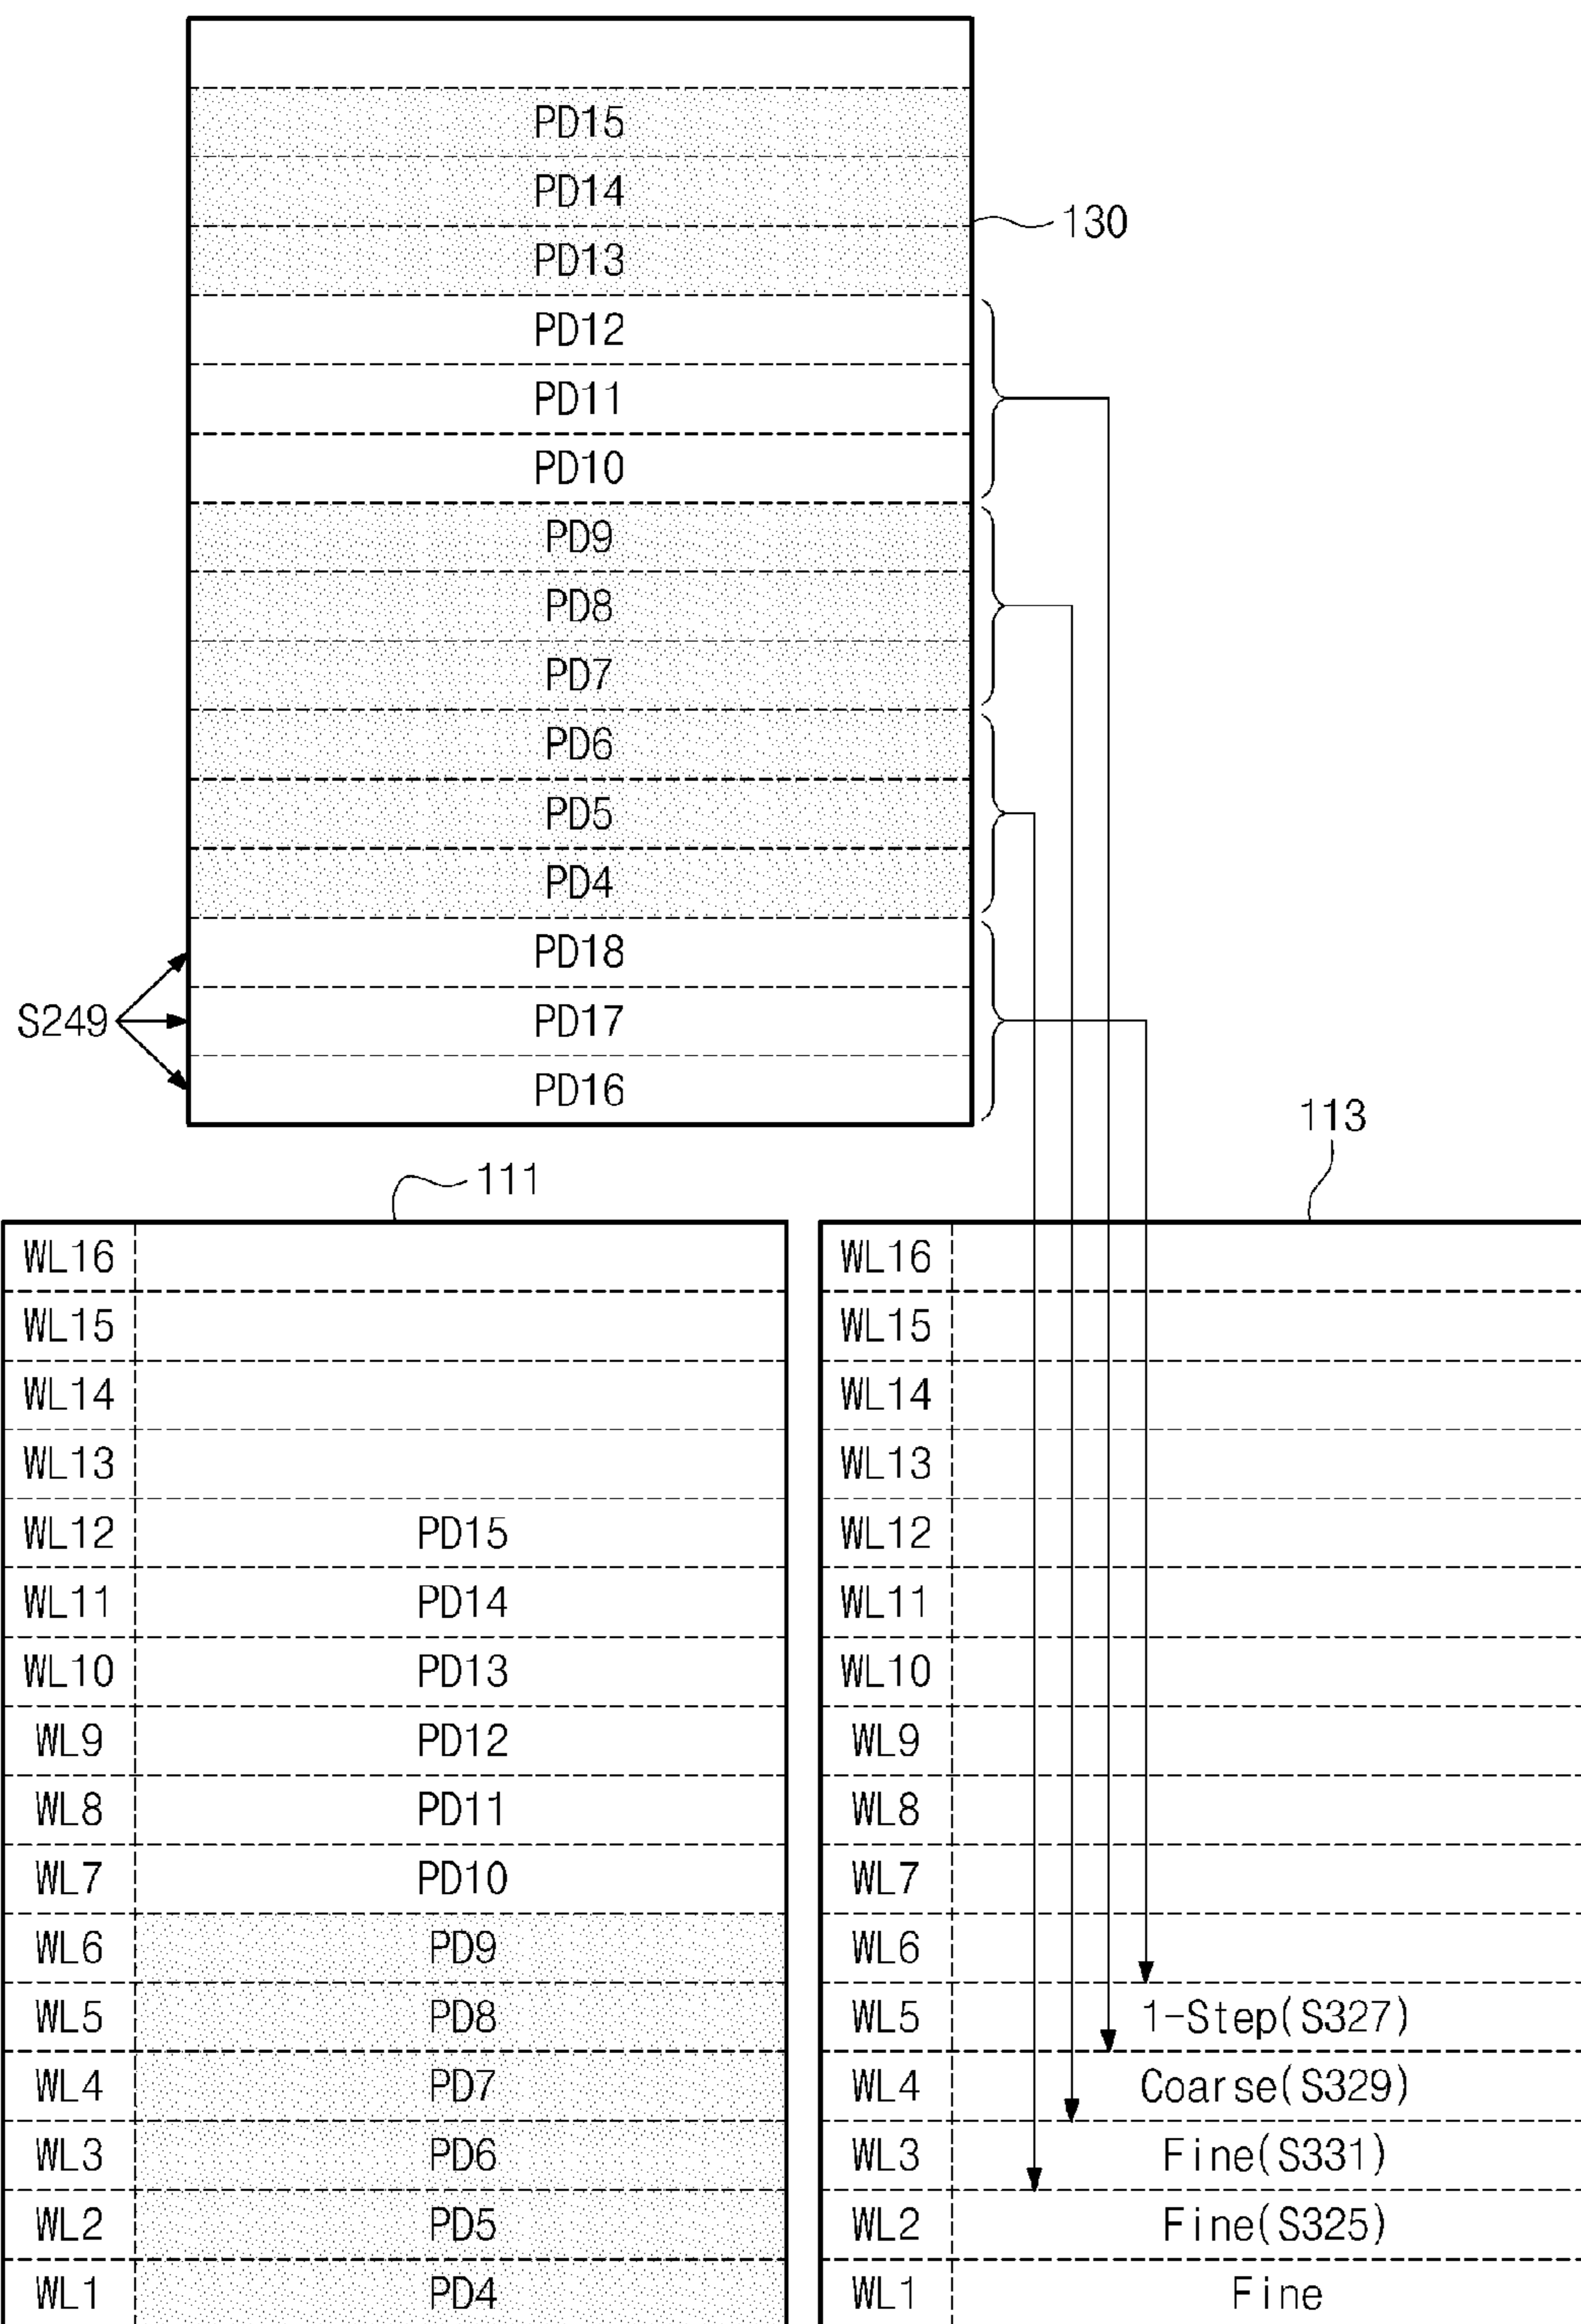 PD15
PD14
130
PD13
PD12
PD11
PD10
PD9
PD8
PD7
PD6
PD5
PD4
PD18
S249
PD17
PD16
113
111
WL16
WL15
WL14
WL13
WL12 PD15
WL11 PD14
WL10 PD13
WL9 PD12
WL8 PD11
WL7 PD10
WL6 PD9
WL5 PD8
WL4 PD7
WL3 PD6
WL2 PD5
WL1 PD4
WL16
WL15
WL14
WL13
WL12
WL11
WL10
WL9
WL8
WL7
WL6
WL5 1-Step(S327)
WL4 Coarse(S329)
WL3 Fine(S331)
WL2 Fine(S325)
WL1 Fine